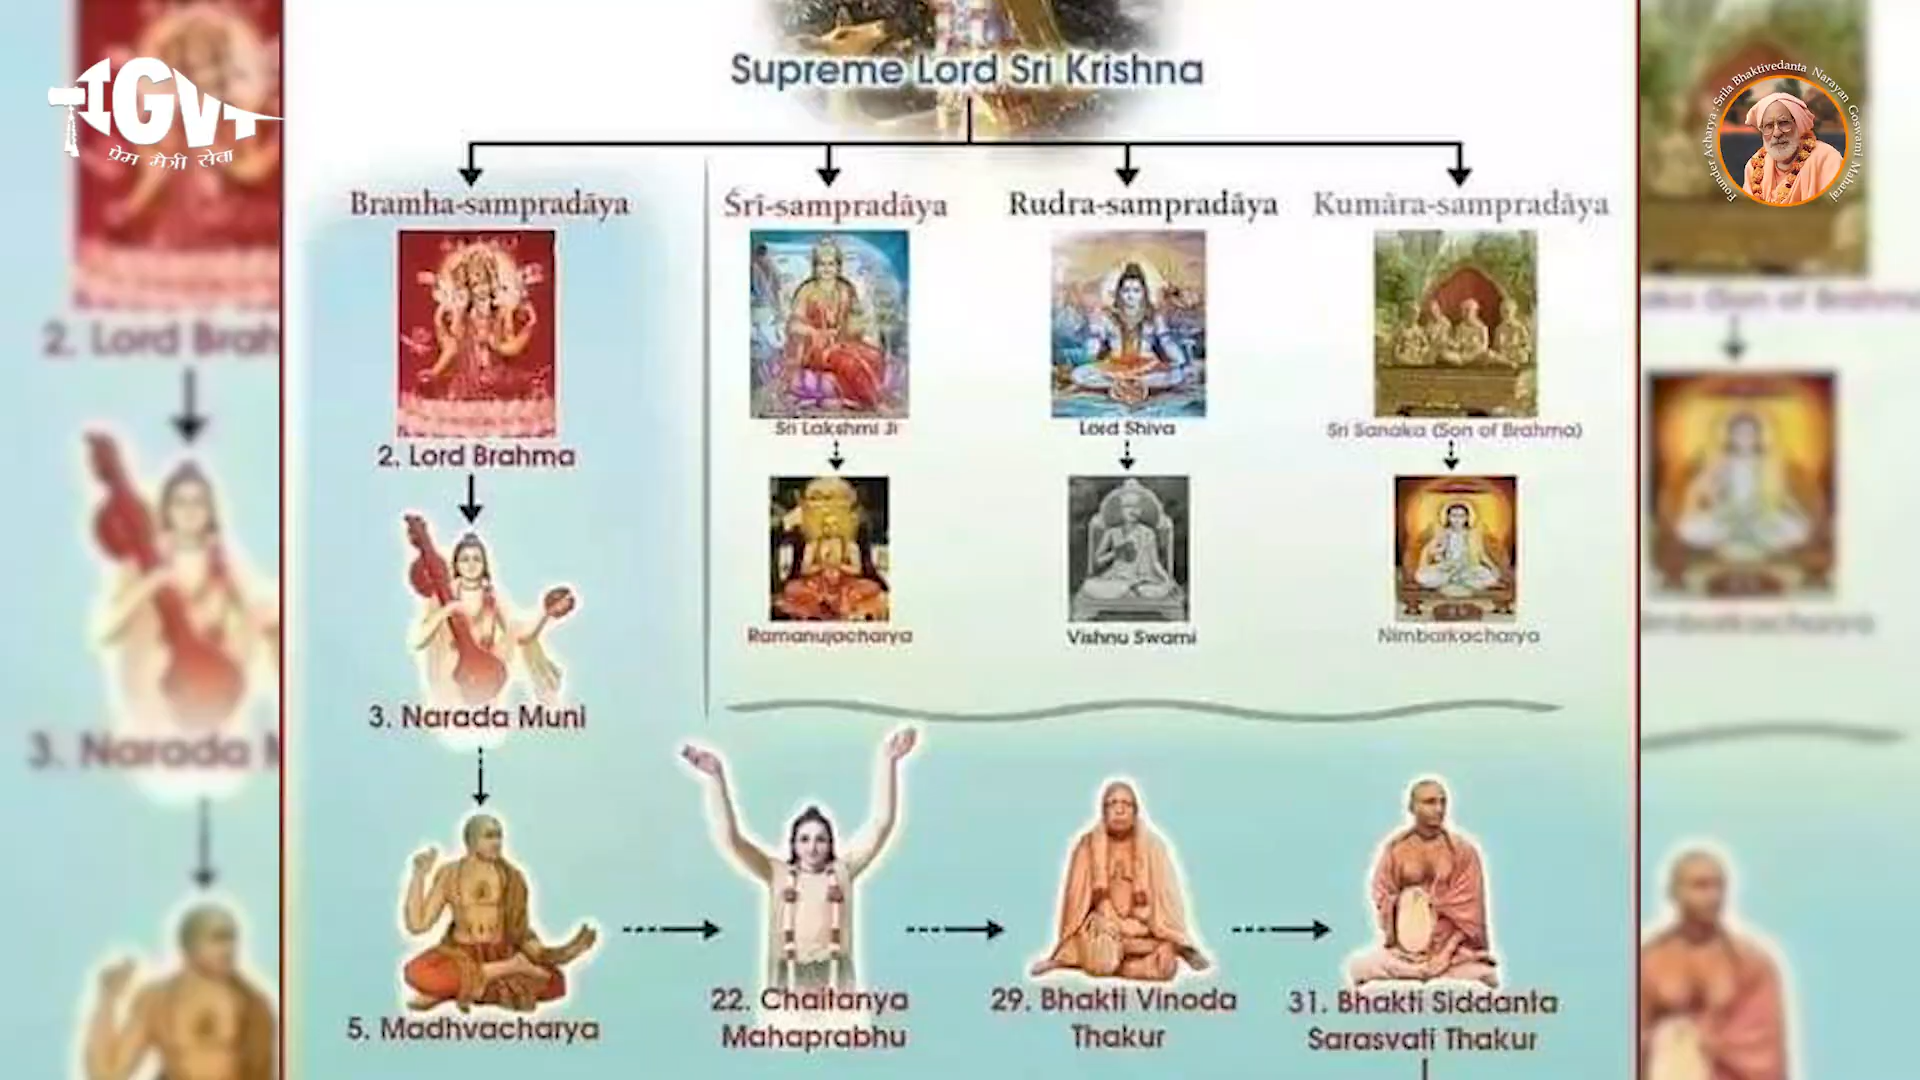 IGVT
प्रेम मैत्री सेवा
Founder Acharya : Srila Bhaktivedanta Narayan Goswami Maharaj
Supreme Lord Sri Krishna
Bramha-sampradāya
Śrī-sampradāya
Rudra-sampradāya
Kumāra-sampradāya
2. Lord Brahma
Sri Lakshmi Ji
Lord Shiva
Sri Sanaka (Son of Brahma)
3. Narada Muni
Ramanujacharya
Vishnu Swami
Nimbarkacharya
5. Madhvacharya
22. Chaitanya
Mahaprabhu
29. Bhakti Vinoda
Thakur
31. Bhakti Siddanta
Sarasvati Thakur
2. Lord Brah
3. Narada M